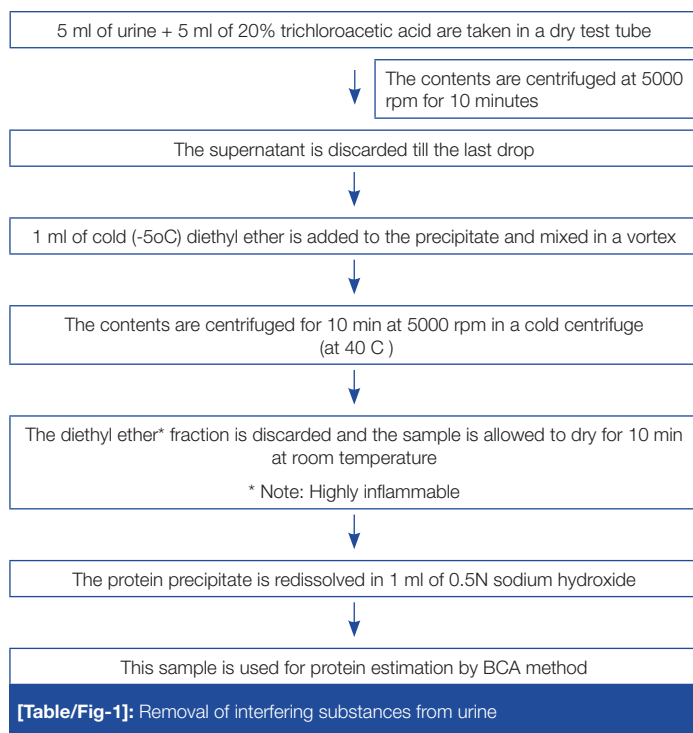 5 ml of urine + 5 ml of 20% trichloroacetic acid are taken in a dry test tube
The contents are centrifuged at 5000
rpm for 10 minutes
The supernatant is discarded till the last drop
1 ml of cold (-5oC) diethyl ether is added to the precipitate and mixed in a vortex
The contents are centrifuged for 10 min at 5000 rpm in a cold centrifuge
(at 40 C )
The diethyl ether* fraction is discarded and the sample is allowed to dry for 10 min
at room temperature
* Note: Highly inflammable
The protein precipitate is redissolved in 1 ml of 0.5N sodium hydroxide
This sample is used for protein estimation by BCA method
[Table/Fig-1]: Removal of interfering substances from urine